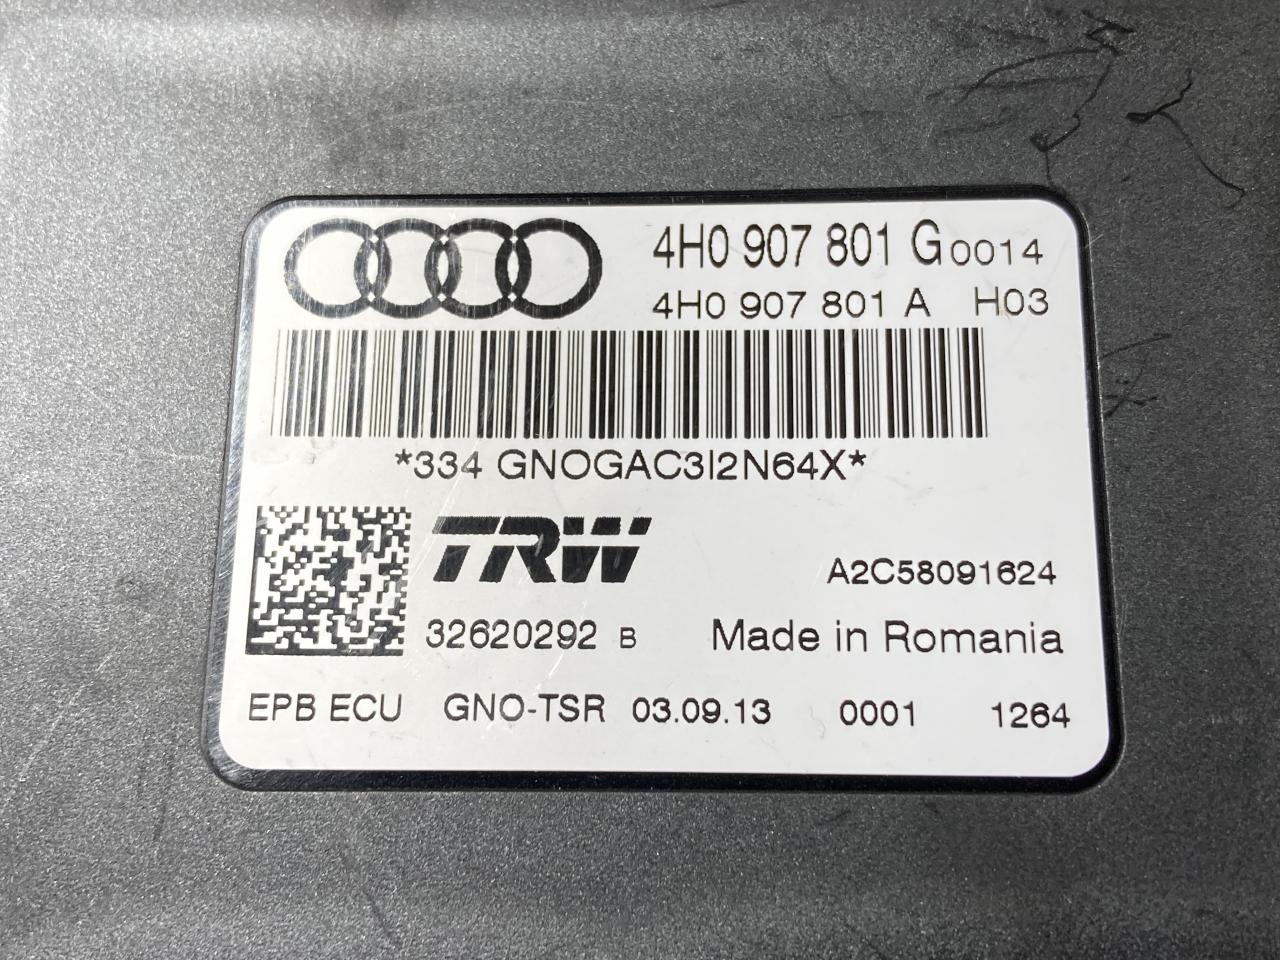 4H0 907 801 G 0014
4H0 907 801 A H03
*334 GNOGAC3I2N64X*
TRW
A2C58091624
32620292 B Made in Romania
EPB ECU GNO-TSR 03.09.13 0001 1264